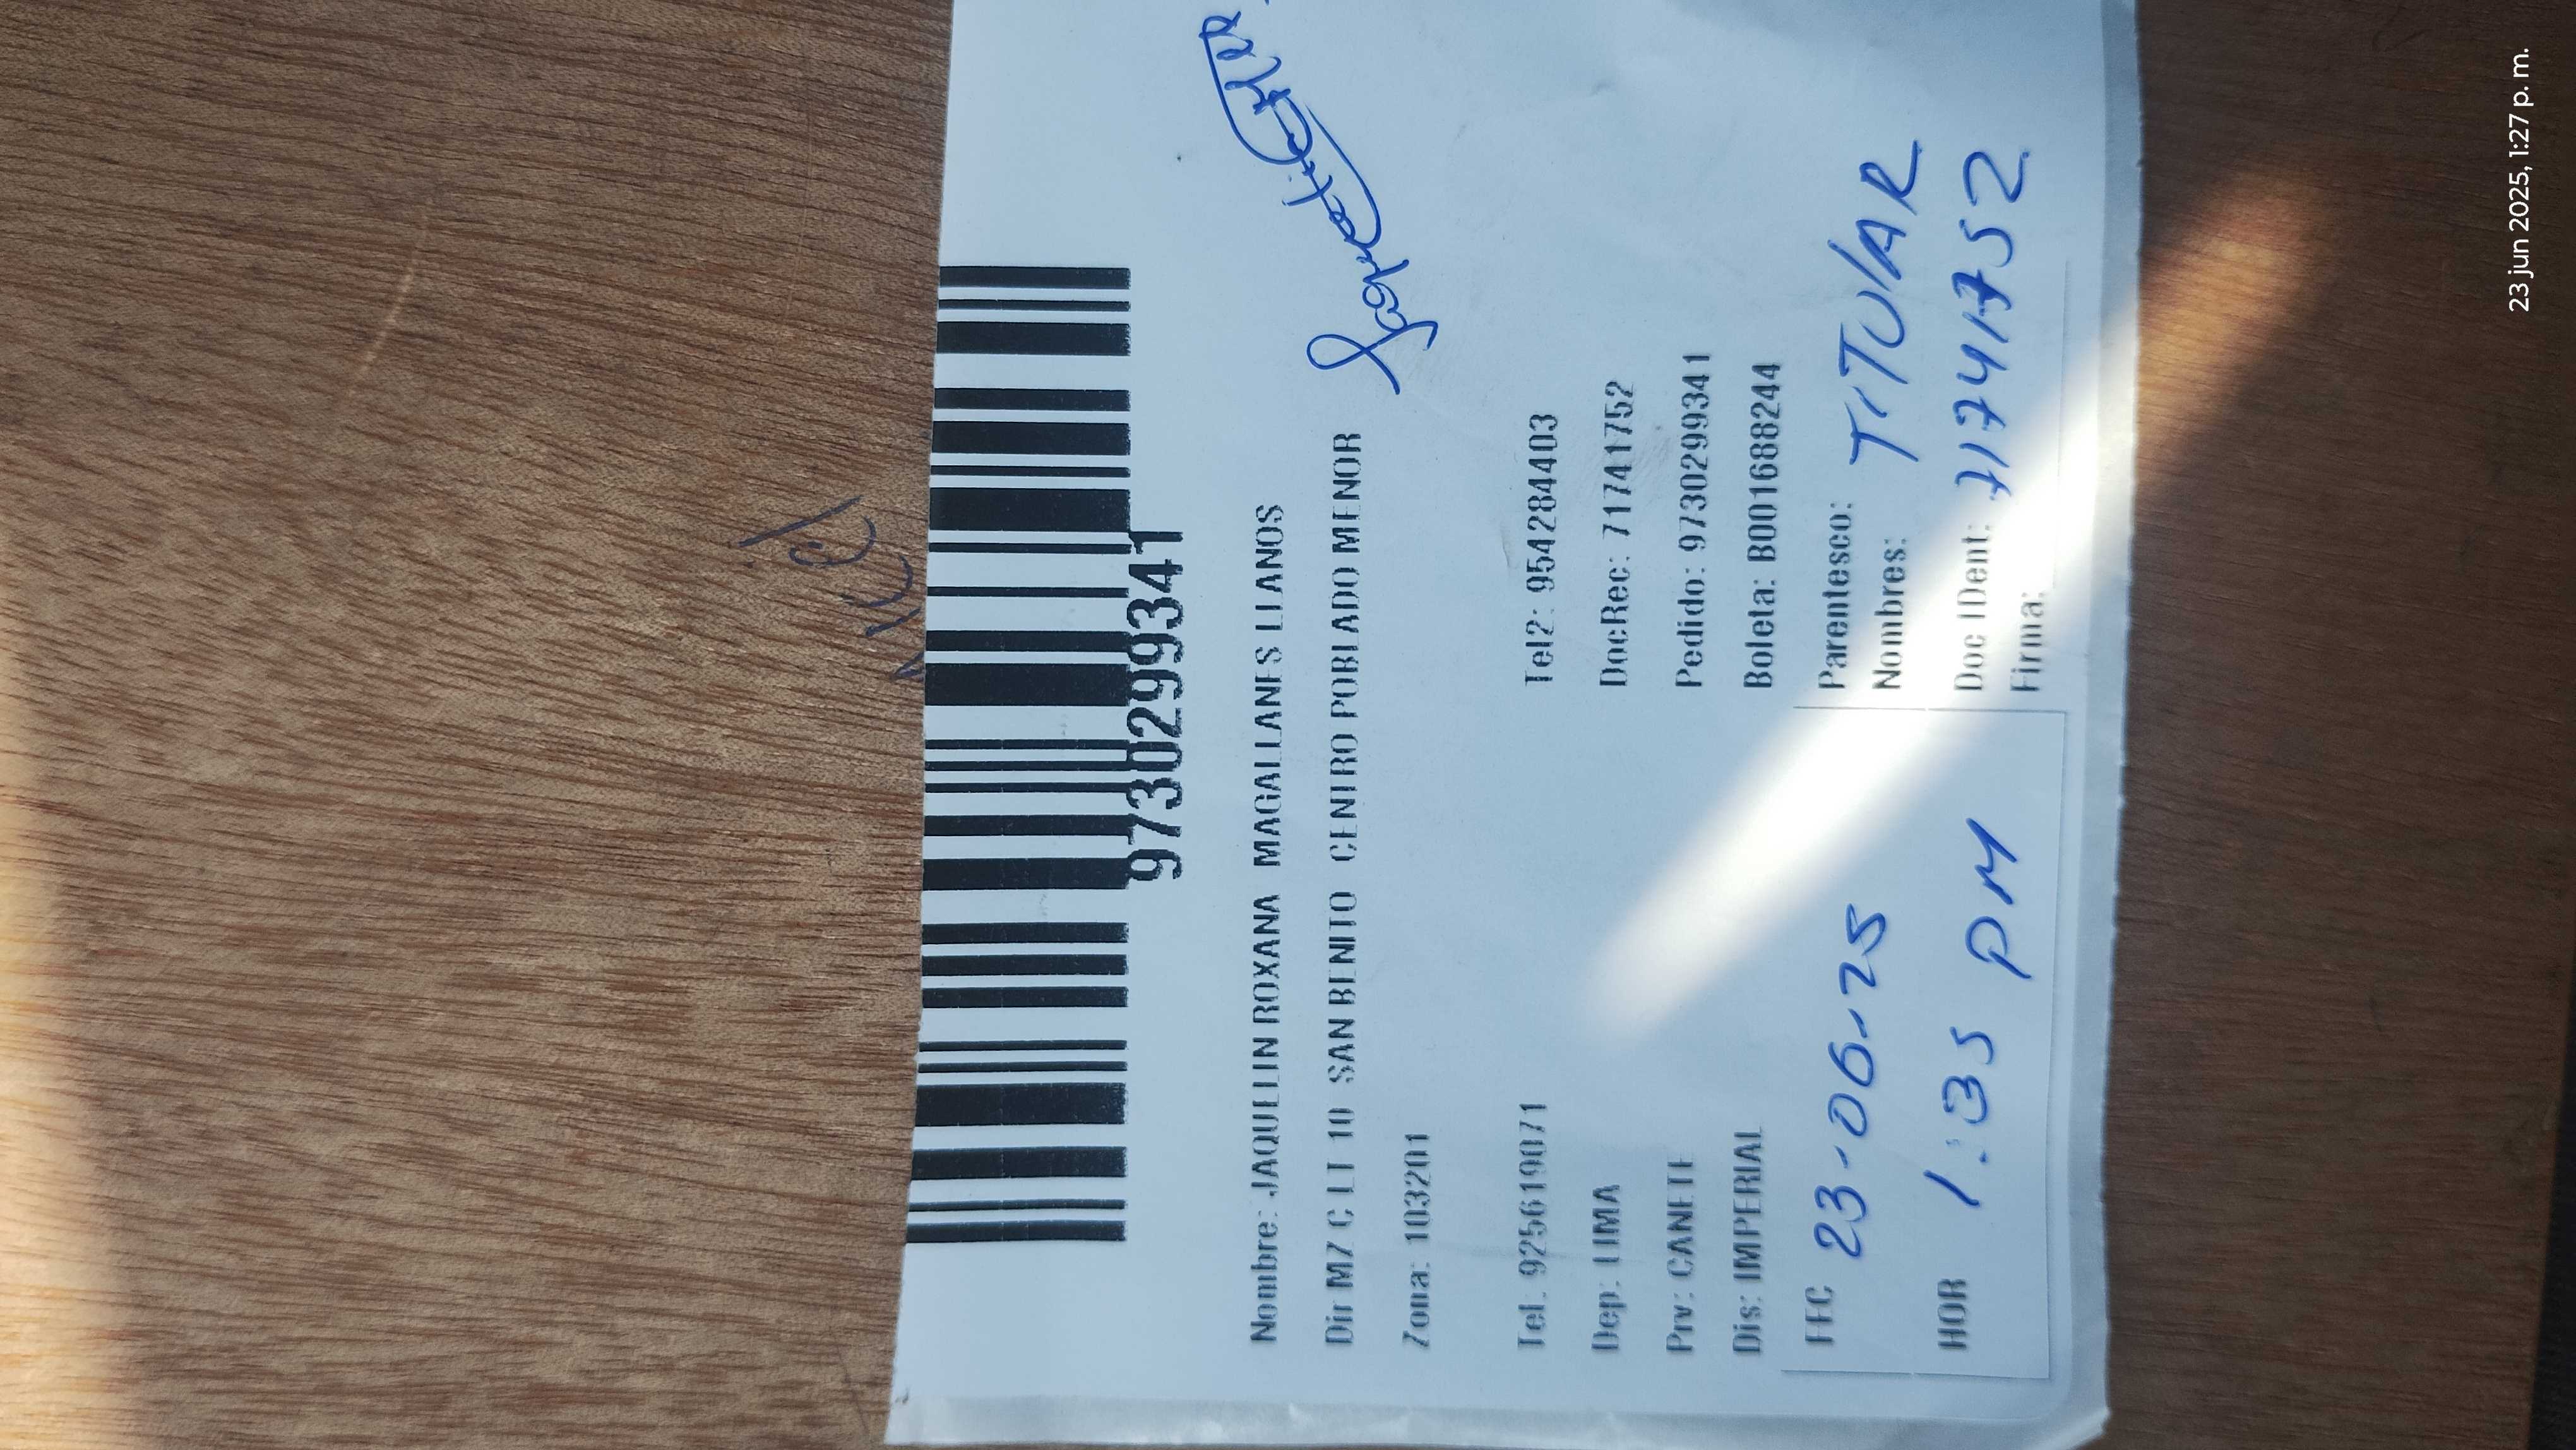 9730299341
Nombre: JAQUELIN ROXANA MAGALLANES LLANOS
Dir MZ C LT 10 SAN BENITO CENTRO POBLADO MENOR
Zona: 103201
Tel: 925619071 Tel2: 954284403
Dep: LIMA DocRec: 71741752
Prv: CANETE Pedido: 9730299341
Dis: IMPERIAL Boleta: B001688244
FEC 23-06-25 Parentesco: TITULAR
Nombres:
HOR 1:35 PM Doc IDent: 71741752
Firma:
23 jun 2025, 1:27 p. m.